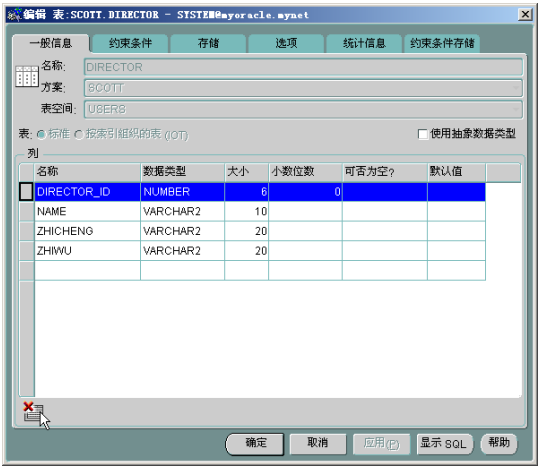 编辑 表:SCOTT.DIRECTOR - SYSTEM@myoracle.mynet
一般信息 约束条件 存储 选项 统计信息 约束条件存储
名称: DIRECTOR
方案: SCOTT
表空间: USERS
表: 标准 按索引组织的表 (IOT) 使用抽象数据类型
列
名称 数据类型 大小 小数位数 可否为空? 默认值
DIRECTOR_ID NUMBER 6 0
NAME VARCHAR2 10
ZHICHENG VARCHAR2 20
ZHIWU VARCHAR2 20
确定 取消 应用(P) 显示 SQL 帮助